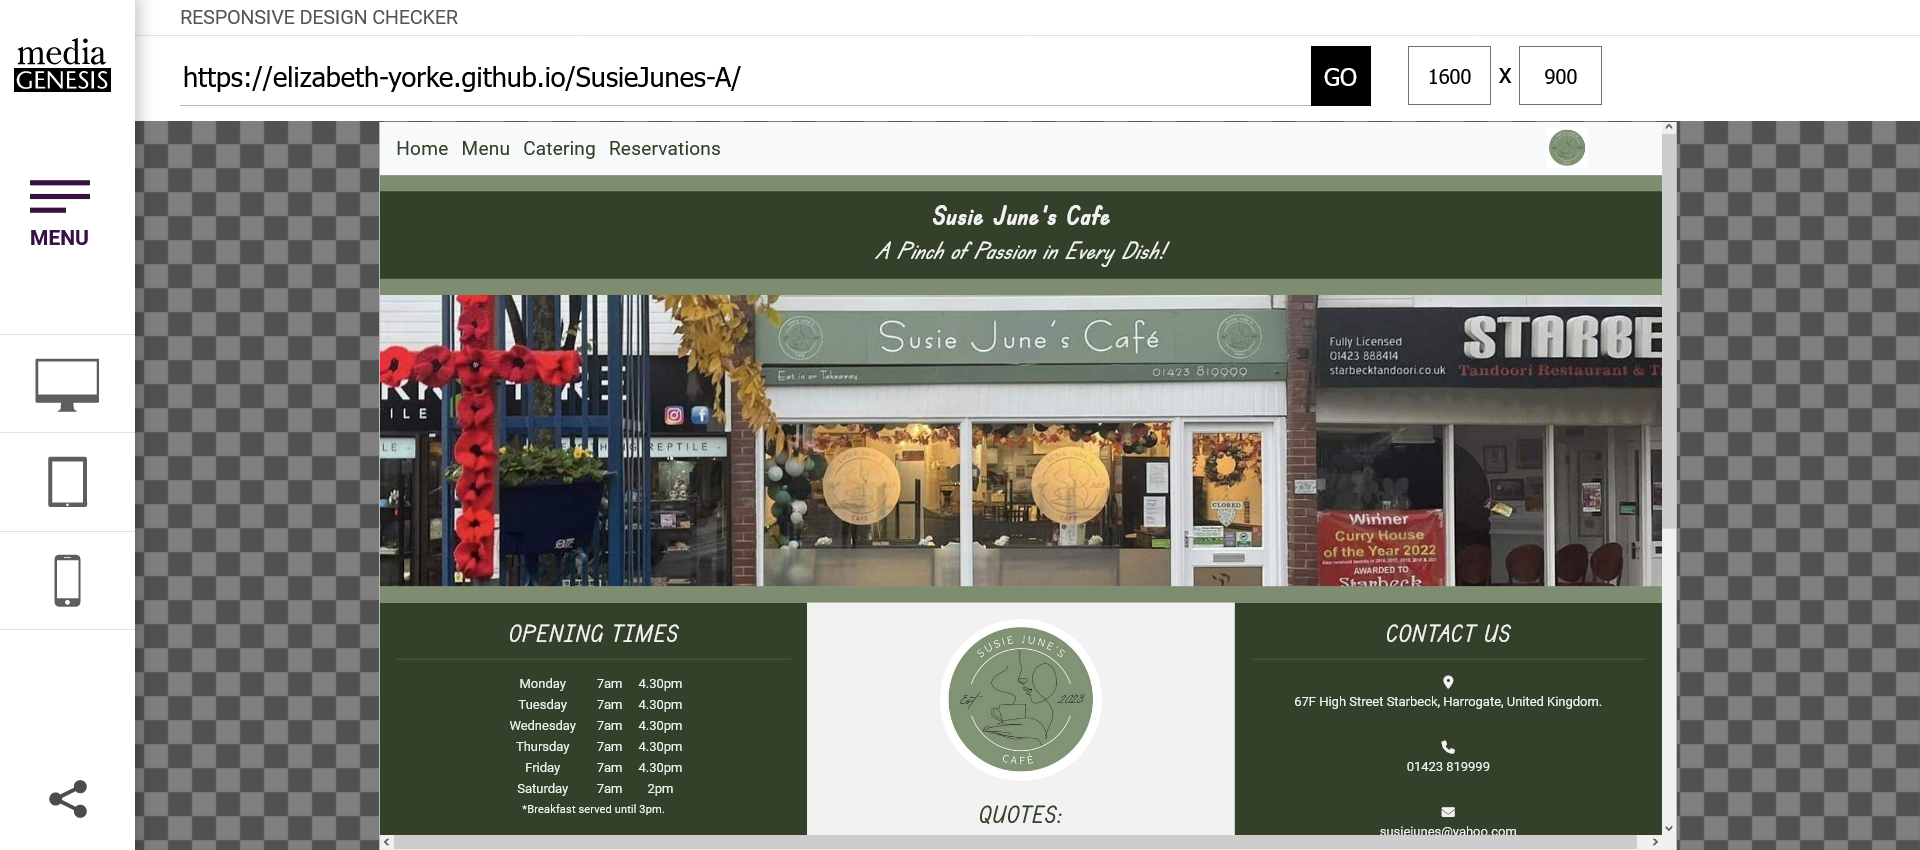 RESPONSIVE DESIGN CHECKER
media
GENESIS
https://elizabeth-yorke.github.io/SusieJunes-A/
GO
1600 X 900
MENU
Home Menu Catering Reservations
Susie June's Cafe
A Pinch of Passion in Every Dish!
Susie June's Café
Eat in or Takeaway
01423 819999
Fully Licensed
01423 888414
starbecktandoori.co.uk
STARBE
Tandoori Restaurant & T
ILE
REPTILE
CLOSED
Winner
Curry House
of the Year 2022
AWARDED TO
Starbeck
OPENING TIMES
Monday 7am 4.30pm
Tuesday 7am 4.30pm
Wednesday 7am 4.30pm
Thursday 7am 4.30pm
Friday 7am 4.30pm
Saturday 7am 2pm
*Breakfast served until 3pm.
SUSIE JUNE'S
Est 2023
CAFÉ
QUOTES:
CONTACT US
67F High Street Starbeck, Harrogate, United Kingdom.
01423 819999
susiejunes@yahoo.com